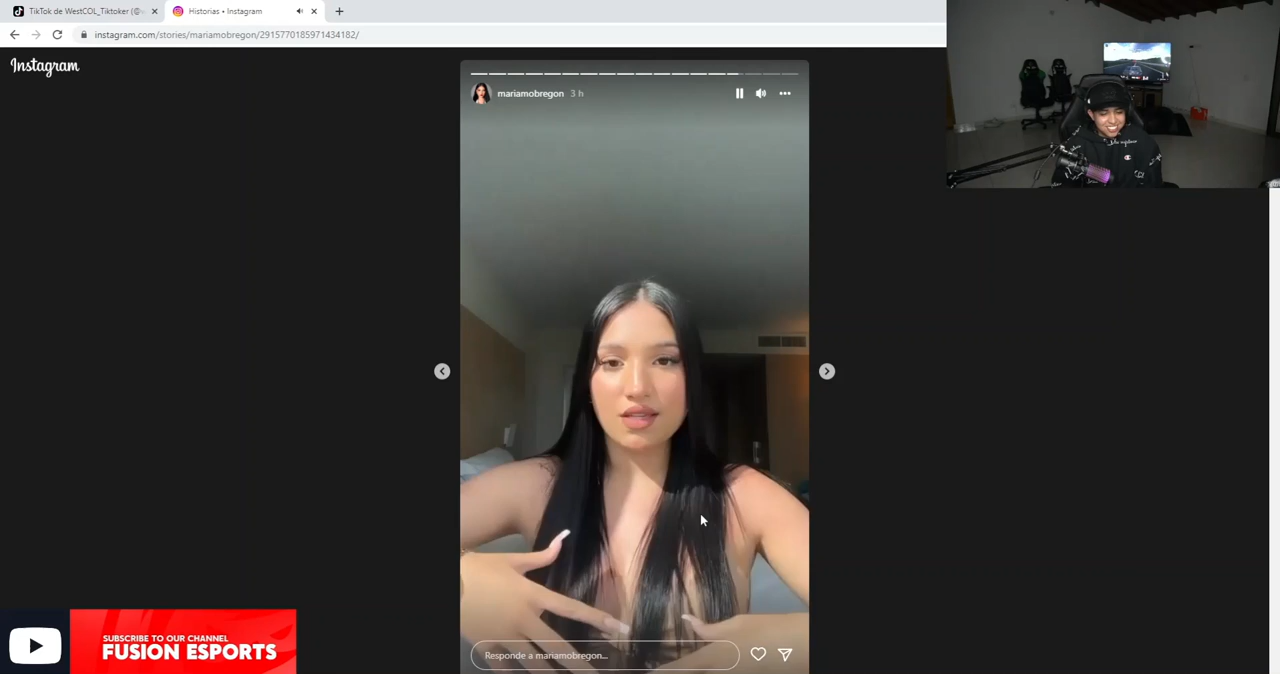 TikTok de WestCOL_Tiktoker (@
Historias • Instagram
instagram.com/stories/mariamobregon/2915770185971434182/
Instagram
mariamobregon 3 h
Responde a mariamobregon...
SUBSCRIBE TO OUR CHANNEL
FUSION ESPORTS